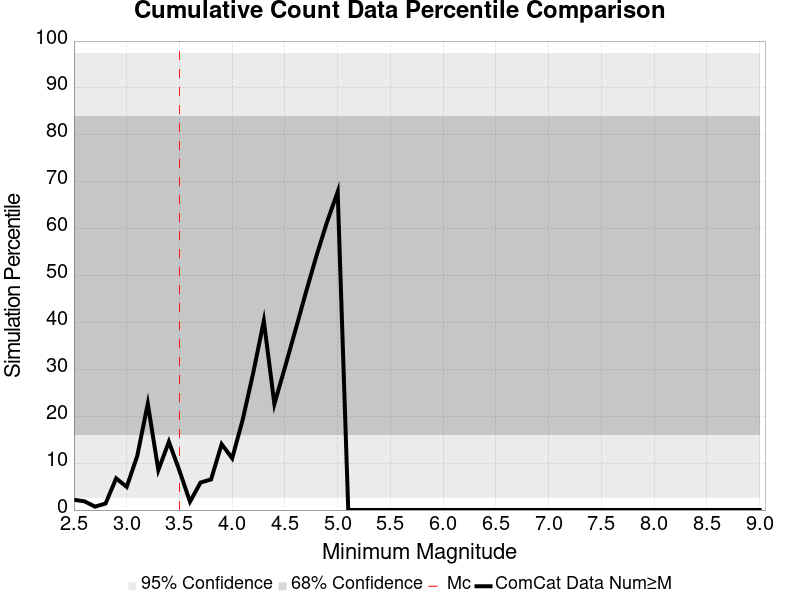 Cumulative Count Data Percentile Comparison
100
90
80
70
60
50
40
30
20
10
0
Simulation Percentile
2.5 3.0 3.5 4.0 4.5 5.0 5.5 6.0 6.5 7.0 7.5 8.0 8.5 9.0
Minimum Magnitude
95% Confidence 68% Confidence Mc ComCat Data Num≥M